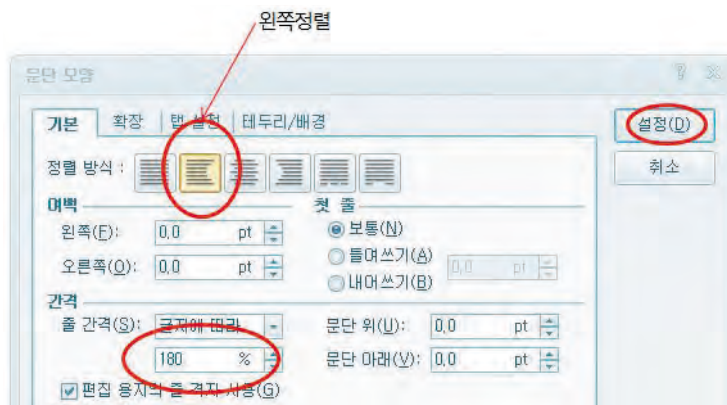 왼쪽정렬
문단 모양
기본 확장 탭 설정 테두리/배경 설정(D)
정렬 방식 : 취소
여백 첫 줄
왼쪽(F): 0,0 pt 보통(N)
들여쓰기(A) 0,0 pt
오른쪽(O): 0,0 pt 내어쓰기(B)
간격
줄 간격(S): 글자에 따라 문단 위(U): 0,0 pt
180 % 문단 아래(V): 0,0 pt
편집 용지의 줄 격자 사용(G)